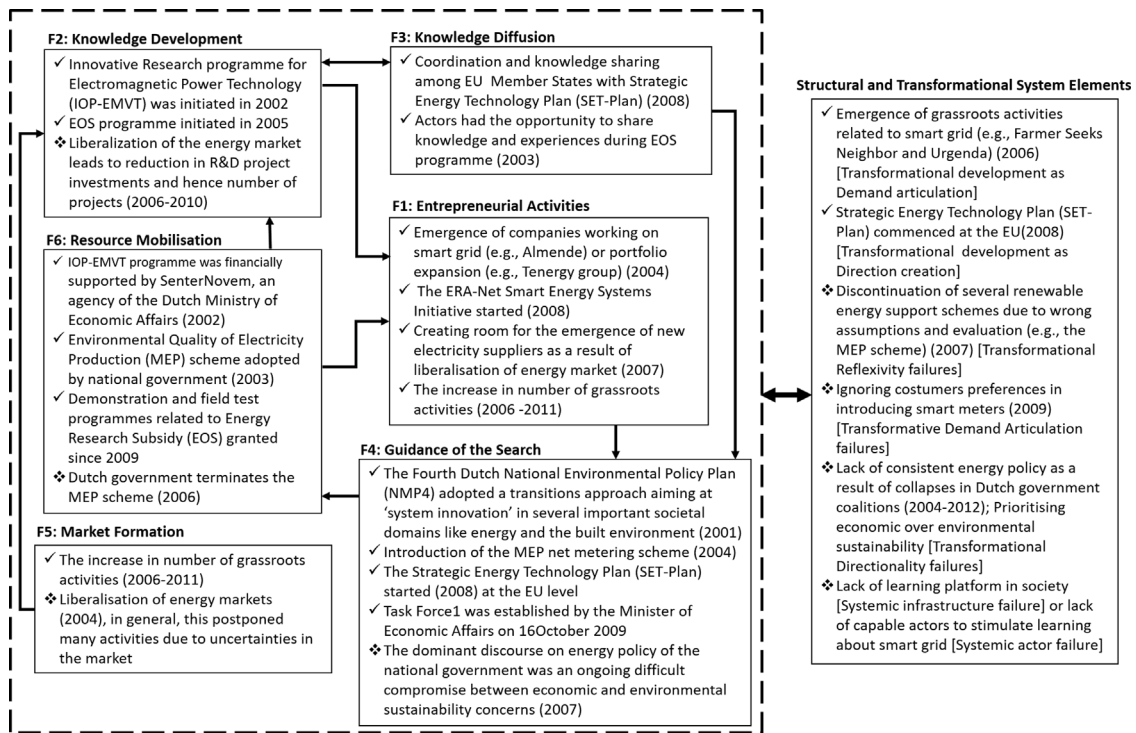 F2: Knowledge Development
✓ Innovative Research programme for
Electromagnetic Power Technology
(IOP-EMVT) was initiated in 2002
✓ EOS programme initiated in 2005
❖ Liberalization of the energy market
leads to reduction in R&D project
investments and hence number of
projects (2006-2010)
F3: Knowledge Diffusion
✓ Coordination and knowledge sharing
among EU Member States with Strategic
Energy Technology Plan (SET-Plan) (2008)
✓ Actors had the opportunity to share
knowledge and experiences during EOS
programme (2003)
F6: Resource Mobilisation
✓ IOP-EMVT programme was financially
supported by SenterNovem, an
agency of the Dutch Ministry of
Economic Affairs (2002)
✓ Environmental Quality of Electricity
Production (MEP) scheme adopted
by national government (2003)
✓ Demonstration and field test
programmes related to Energy
Research Subsidy (EOS) granted
since 2009
❖ Dutch government terminates the
MEP scheme (2006)
F1: Entrepreneurial Activities
✓ Emergence of companies working on
smart grid (e.g., Almende) or portfolio
expansion (e.g., Tenergy group) (2004)
✓ The ERA-Net Smart Energy Systems
Initiative started (2008)
✓ Creating room for the emergence of new
electricity suppliers as a result of
liberalisation of energy market (2007)
✓ The increase in number of grassroots
activities (2006 -2011)
F5: Market Formation
✓ The increase in number of grassroots
activities (2006-2011)
❖ Liberalisation of energy markets
(2004), in general, this postponed
many activities due to uncertainties in
the market
F4: Guidance of the Search
✓ The Fourth Dutch National Environmental Policy Plan
(NMP4) adopted a transitions approach aiming at
‘system innovation’ in several important societal
domains like energy and the built environment (2001)
✓ Introduction of the MEP net metering scheme (2004)
✓ The Strategic Energy Technology Plan (SET-Plan)
started (2008) at the EU level
✓ Task Force1 was established by the Minister of
Economic Affairs on 16October 2009
❖ The dominant discourse on energy policy of the
national government was an ongoing difficult
compromise between economic and environmental
sustainability concerns (2007)
Structural and Transformational System Elements
✓ Emergence of grassroots activities
related to smart grid (e.g., Farmer Seeks
Neighbor and Urgenda) (2006)
[Transformational development as
Demand articulation]
✓ Strategic Energy Technology Plan (SET-
Plan) commenced at the EU(2008)
[Transformational development as
Direction creation]
❖ Discontinuation of several renewable
energy support schemes due to wrong
assumptions and evaluation (e.g., the
MEP scheme) (2007) [Transformational
Reflexivity failures]
❖ Ignoring costumers preferences in
introducing smart meters (2009)
[Transformative Demand Articulation
failures]
❖ Lack of consistent energy policy as a
result of collapses in Dutch government
coalitions (2004-2012); Prioritising
economic over environmental
sustainability [Transformational
Directionality failures]
❖ Lack of learning platform in society
[Systemic infrastructure failure] or lack
of capable actors to stimulate learning
about smart grid [Systemic actor failure]